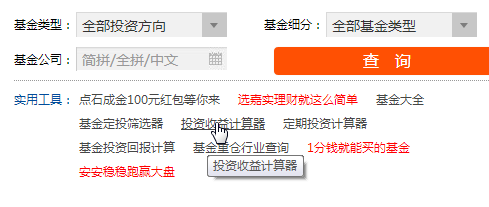 基金类型： 全部投资方向 基金细分： 全部基金类型
基金公司： 简拼/全拼/中文 查 询
实用工具： 点石成金100元红包等你来 选嘉实理财就这么简单 基金大全
基金定投筛选器 投资收益计算器 定期投资计算器
基金投资回报计算 基金重仓行业查询 1分钱就能买的基金
投资收益计算器
安安稳稳跑赢大盘